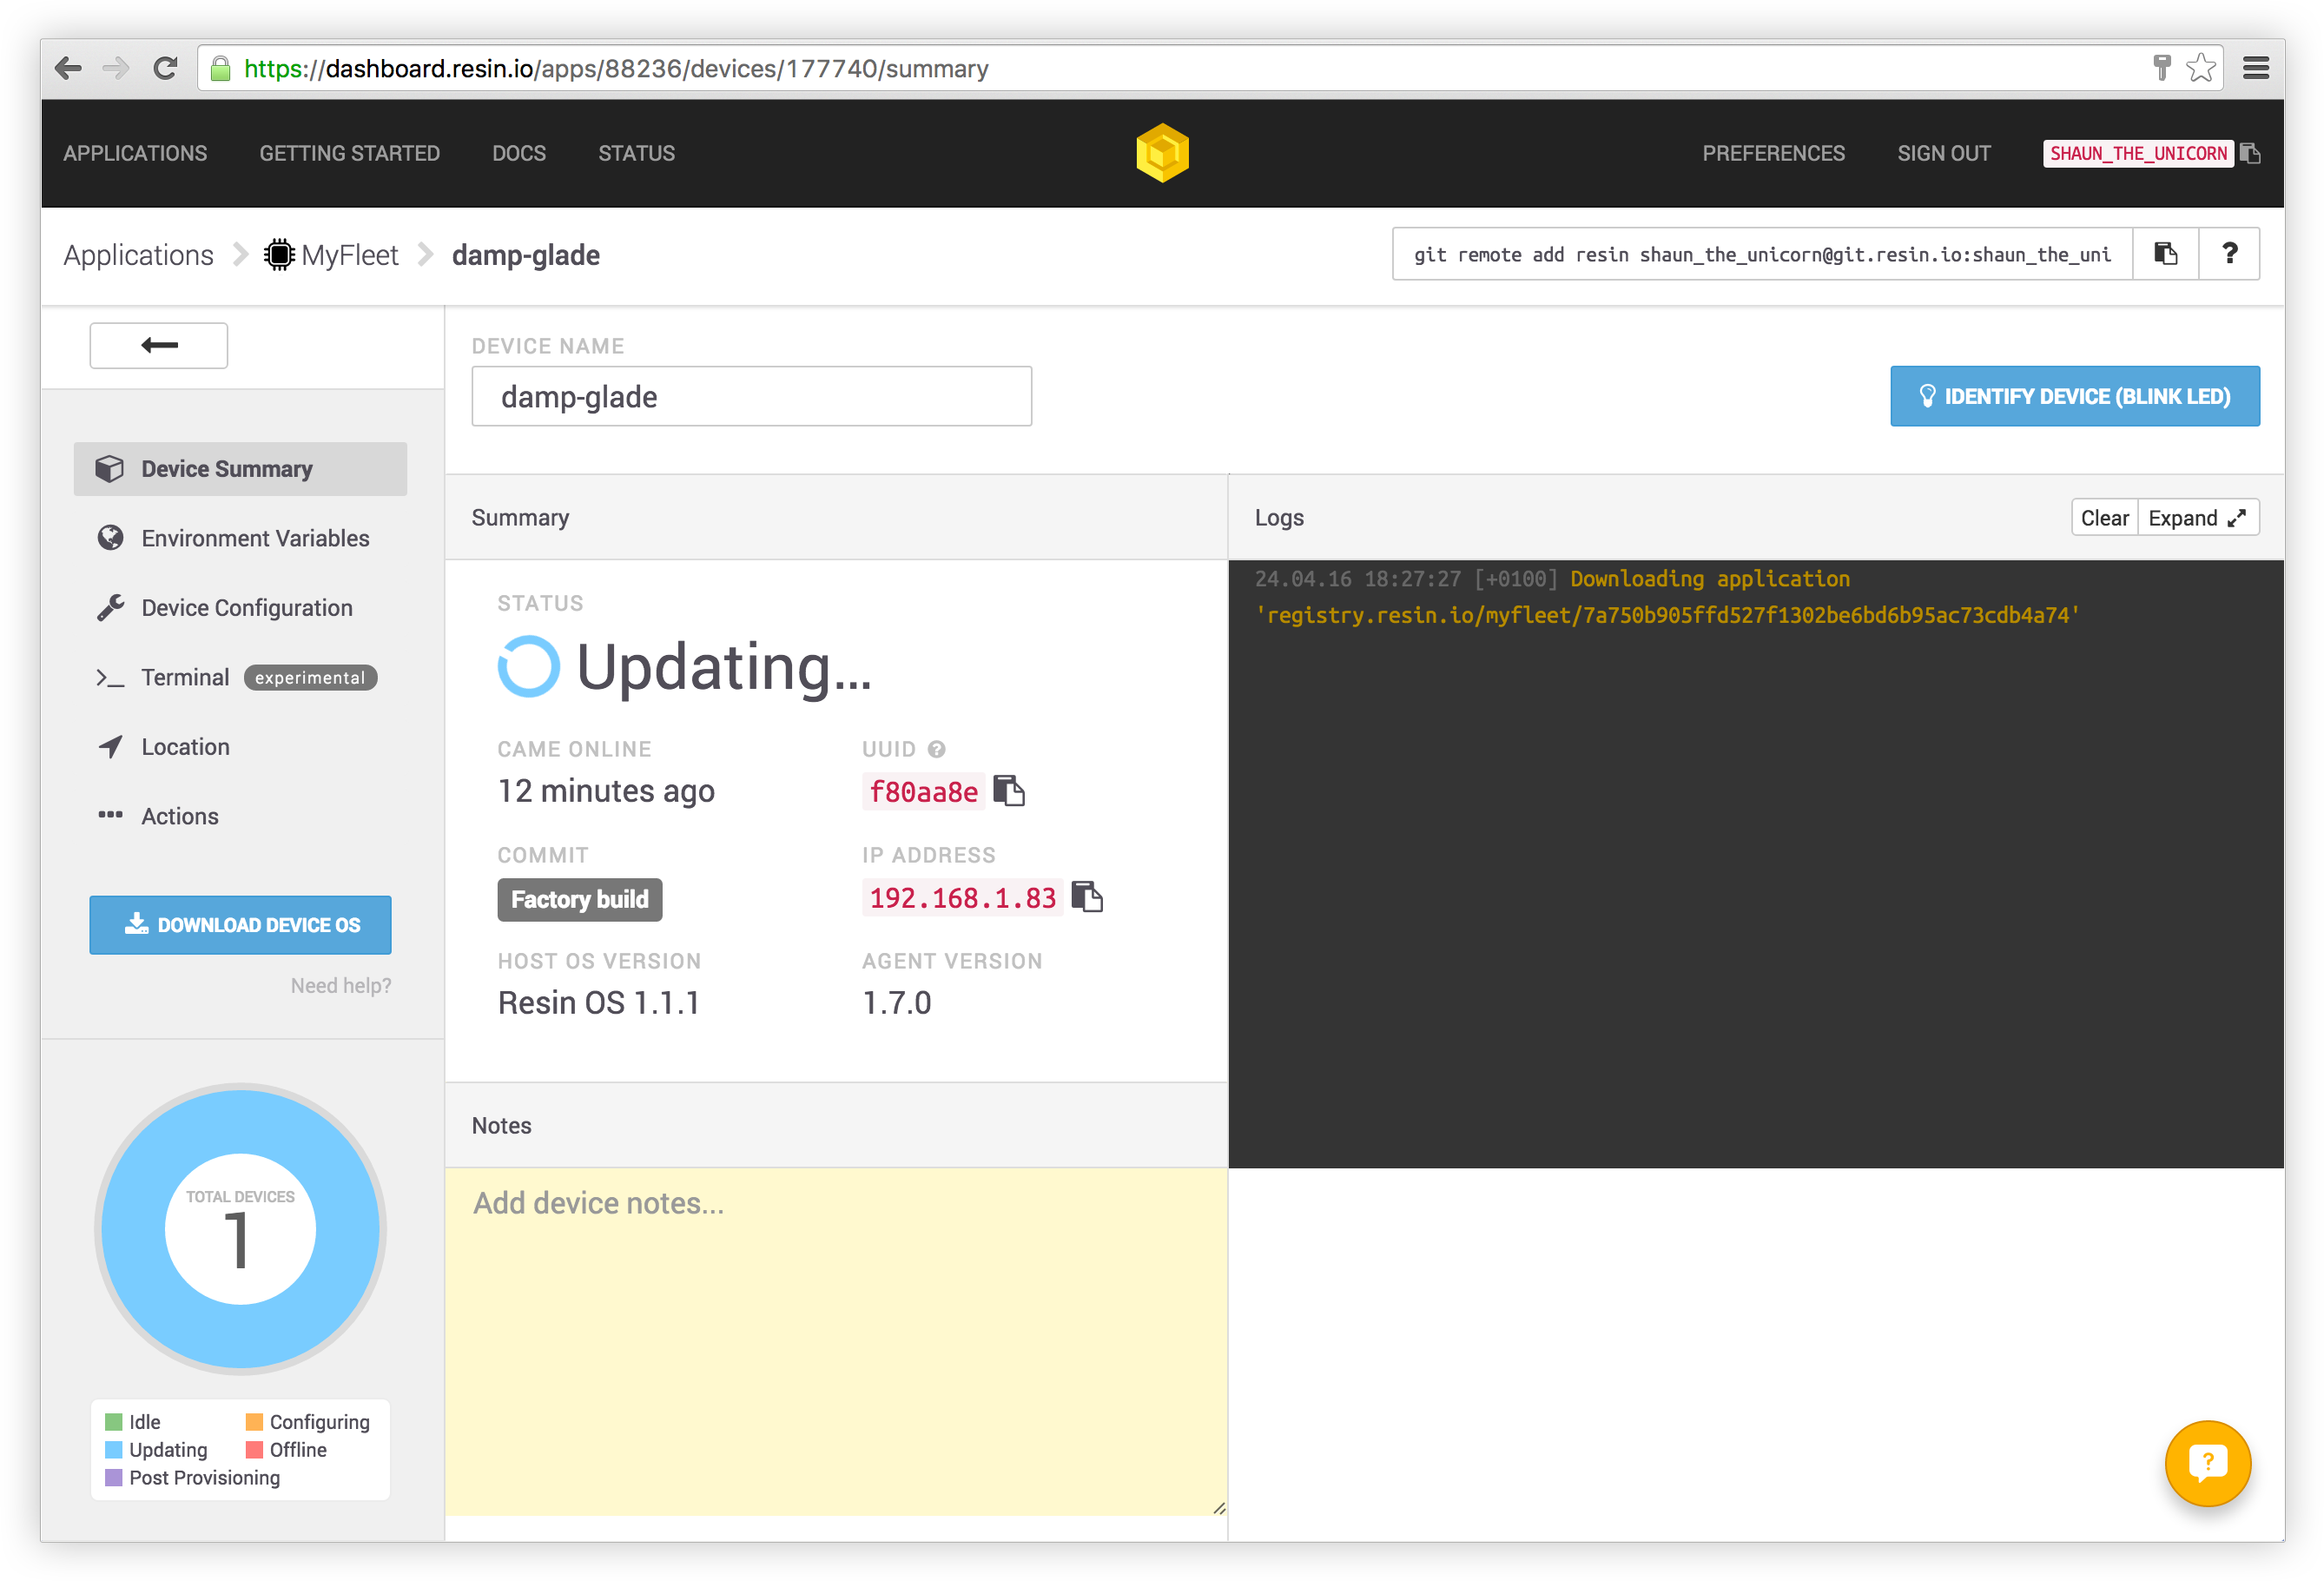 https://dashboard.resin.io/apps/88236/devices/177740/summary
APPLICATIONS GETTING STARTED DOCS STATUS PREFERENCES SIGN OUT SHAUN_THE_UNICORN
Applications MyFleet damp-glade
git remote add resin shaun_the_unicorn@git.resin.io:shaun_the_uni
?
DEVICE NAME
damp-glade
IDENTIFY DEVICE (BLINK LED)
Device Summary
Environment Variables
Device Configuration
>_ Terminal experimental
Location
Actions
DOWNLOAD DEVICE OS
Need help?
TOTAL DEVICES
1
Idle
Configuring
Updating
Offline
Post Provisioning
Summary
STATUS
Updating...
CAME ONLINE
12 minutes ago
UUID ?
f80aa8e
COMMIT
Factory build
IP ADDRESS
192.168.1.83
HOST OS VERSION
Resin OS 1.1.1
AGENT VERSION
1.7.0
Notes
Add device notes...
Logs
Clear Expand
24.04.16 18:27:27 [+0100] Downloading application
'registry.resin.io/myfleet/7a750b905ffd527f1302be6bd6b95ac73cdb4a74'
?